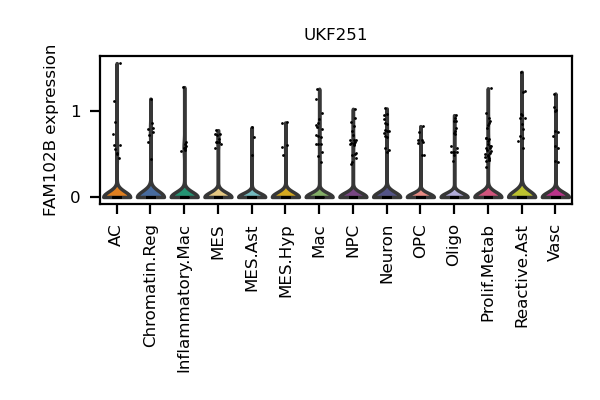 UKF251
FAM102B expression
1
0
AC
Chromatin.Reg
Inflammatory.Mac
MES
MES.Ast
MES.Hyp
Mac
NPC
Neuron
OPC
Oligo
Prolif.Metab
Reactive.Ast
Vasc